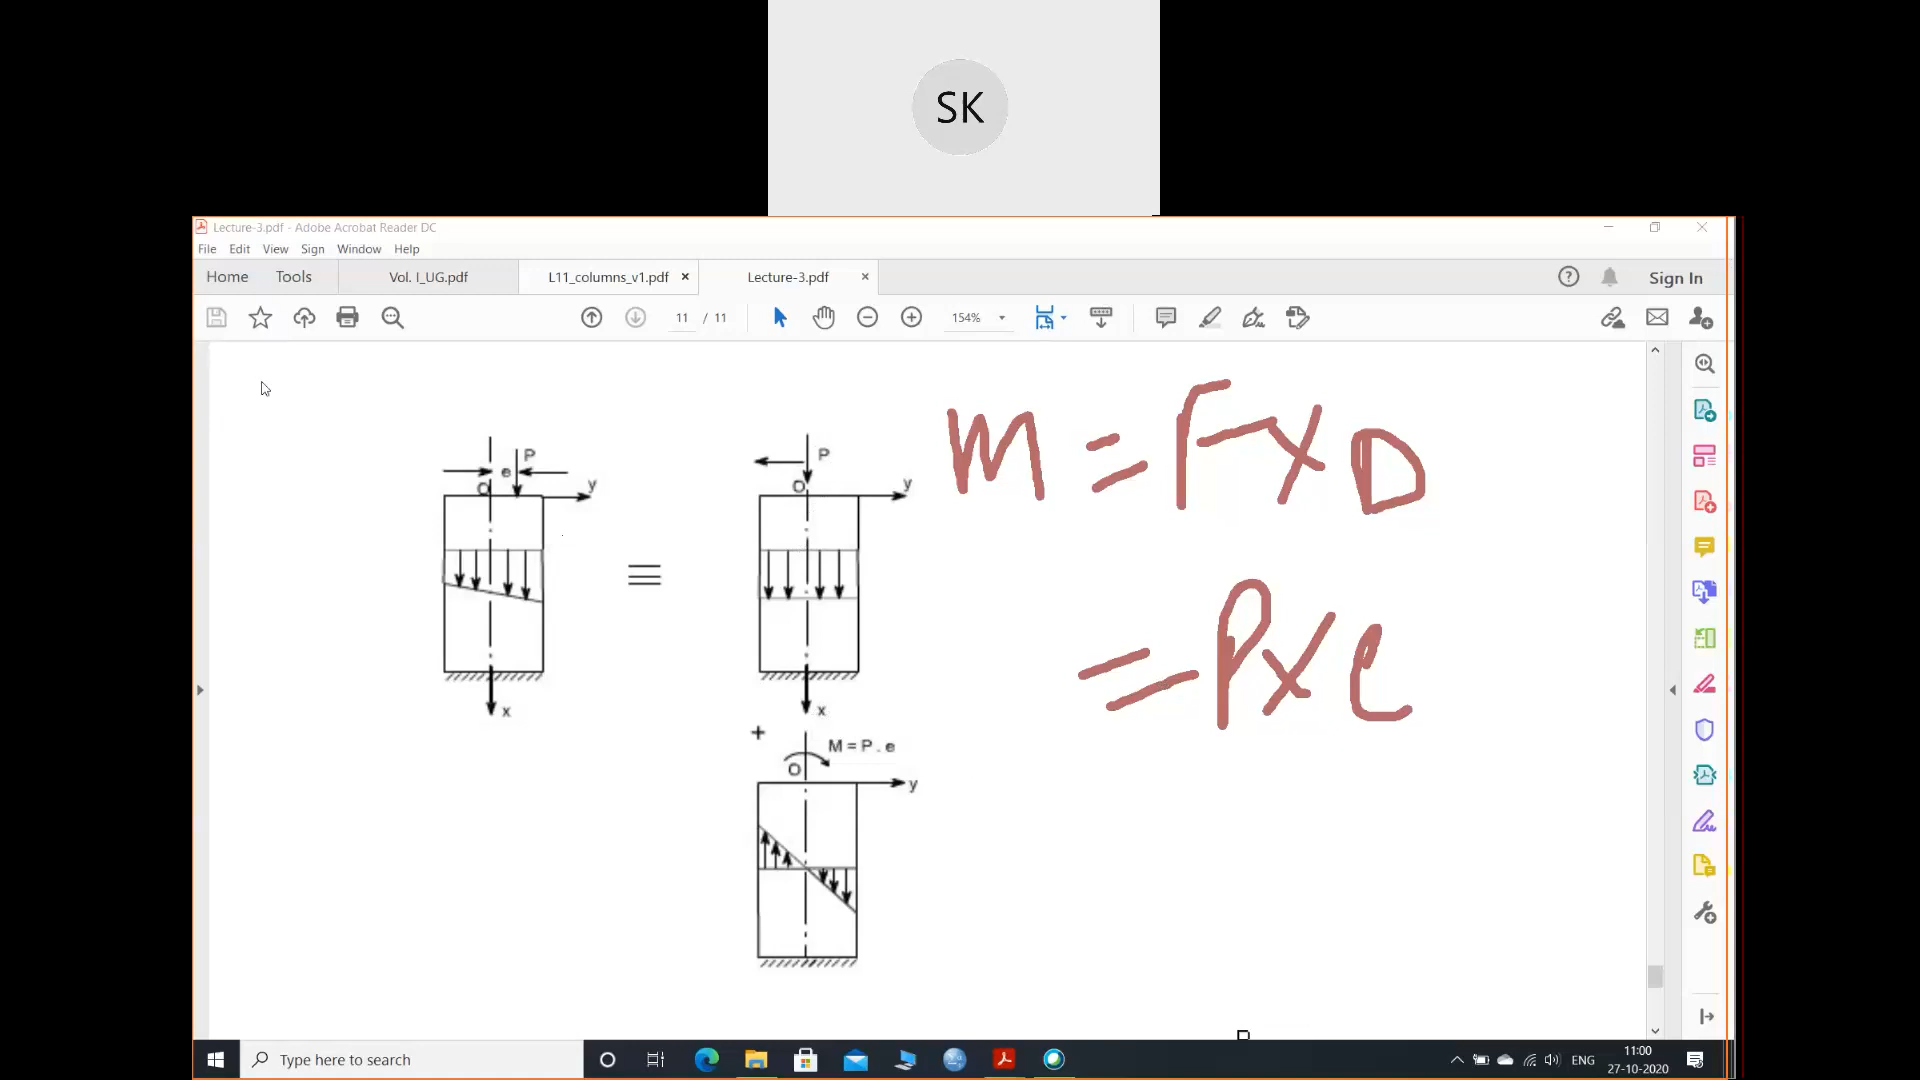 SK
Lecture-3.pdf - Adobe Acrobat Reader DC
File Edit View Sign Window Help
Home Tools Vol. I_UG.pdf L11_columns_v1.pdf × Lecture-3.pdf × Sign In
11 / 11 154%
P
e
O
y
x
P
O
y
x
+
M = P . e
O
y
M = F X D
= P X e
Type here to search
ENG
11:00
27-10-2020